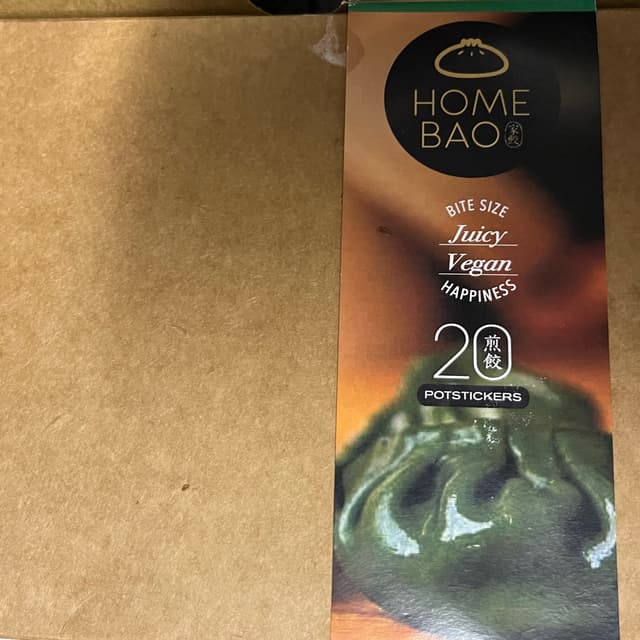 HOME
BAO 家餃
BITE SIZE
Juicy
Vegan
HAPPINESS
20 煎餃
POTSTICKERS